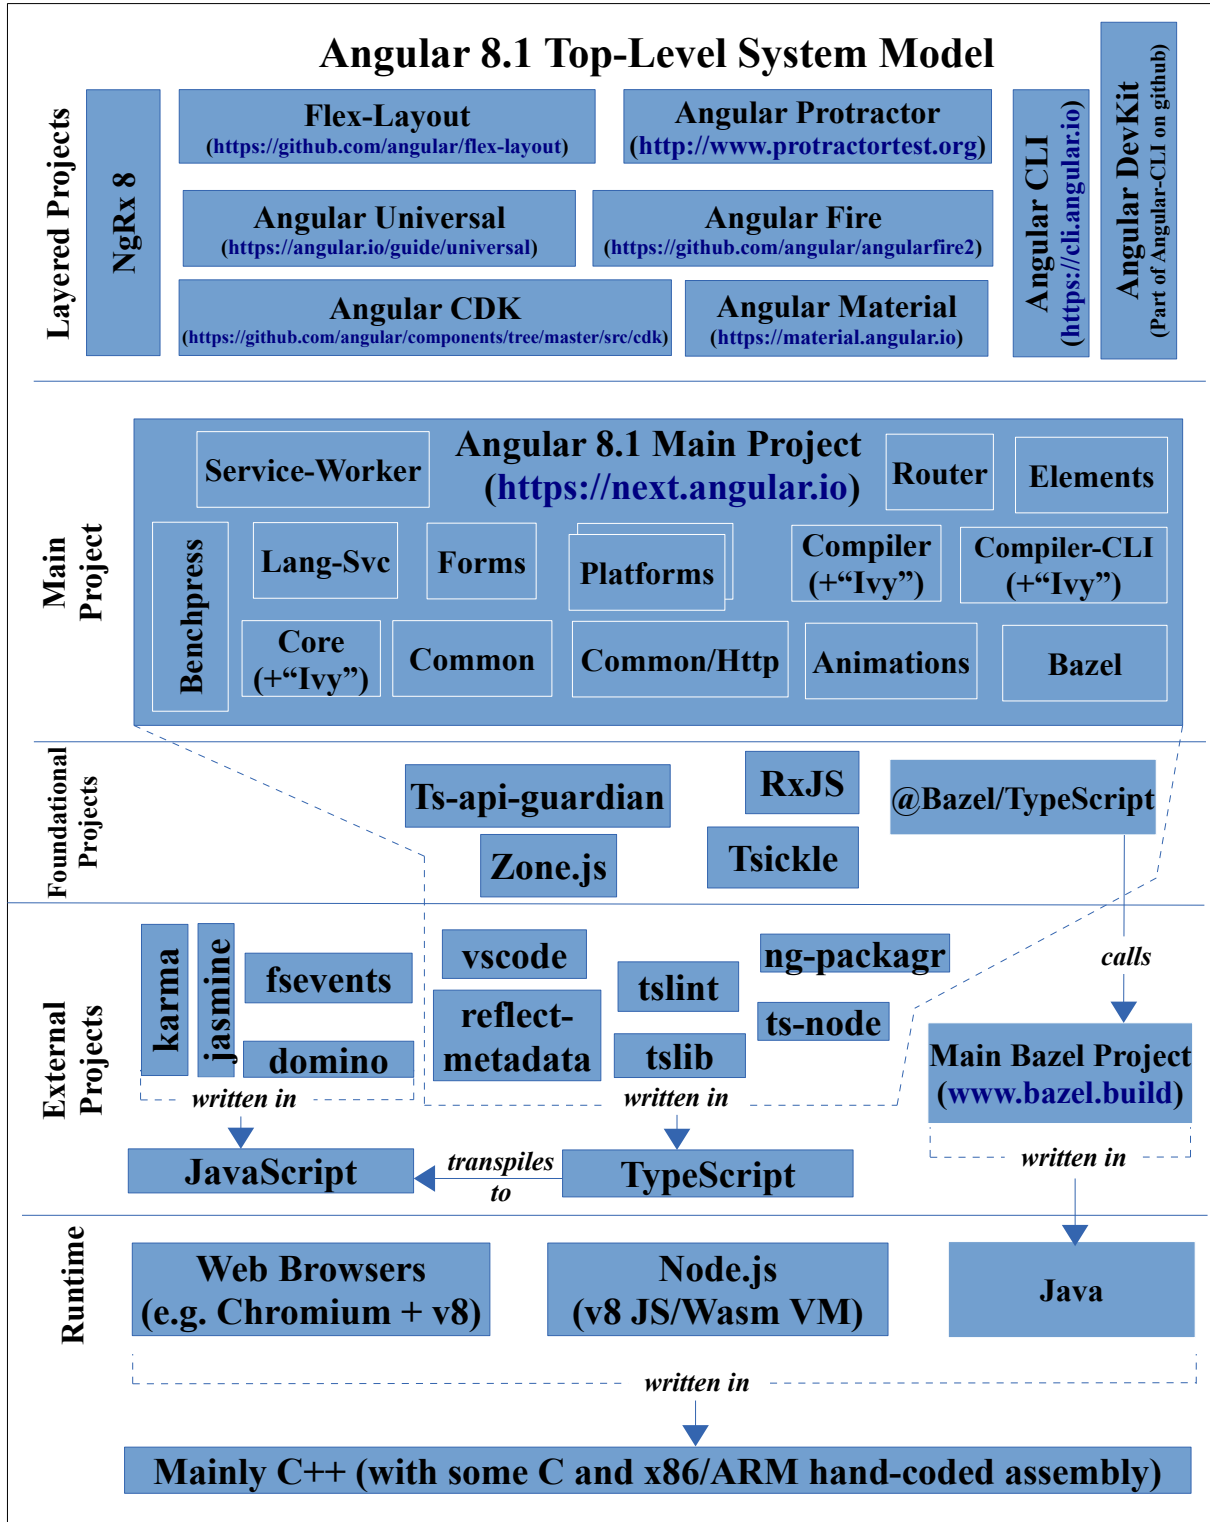 Angular 8.1 Top-Level System Model
Layered Projects
NgRx 8
Flex-Layout
(https://github.com/angular/flex-layout)
Angular Protractor
(http://www.protractortest.org)
Angular Universal
(https://angular.io/guide/universal)
Angular Fire
(https://github.com/angular/angularfire2)
Angular CDK
(https://github.com/angular/components/tree/master/src/cdk)
Angular Material
(https://material.angular.io)
Angular CLI
(https://cli.angular.io)
Angular DevKit
(Part of Angular-CLI on github)
Main
Project
Angular 8.1 Main Project
(https://next.angular.io)
Service-Worker
Router
Elements
Benchpress
Lang-Svc
Forms
Platforms
Compiler
(+“Ivy”)
Compiler-CLI
(+“Ivy”)
Core
(+“Ivy”)
Common
Common/Http
Animations
Bazel
Foundational
Projects
Ts-api-guardian
RxJS
@Bazel/TypeScript
Zone.js
Tsickle
External
Projects
karma
jasmine
fsevents
domino
vscode
reflect-
metadata
tslint
tslib
ng-packagr
ts-node
calls
Main Bazel Project
(www.bazel.build)
written in
written in
written in
JavaScript
transpiles
to
TypeScript
Runtime
Web Browsers
(e.g. Chromium + v8)
Node.js
(v8 JS/Wasm VM)
Java
written in
Mainly C++ (with some C and x86/ARM hand-coded assembly)